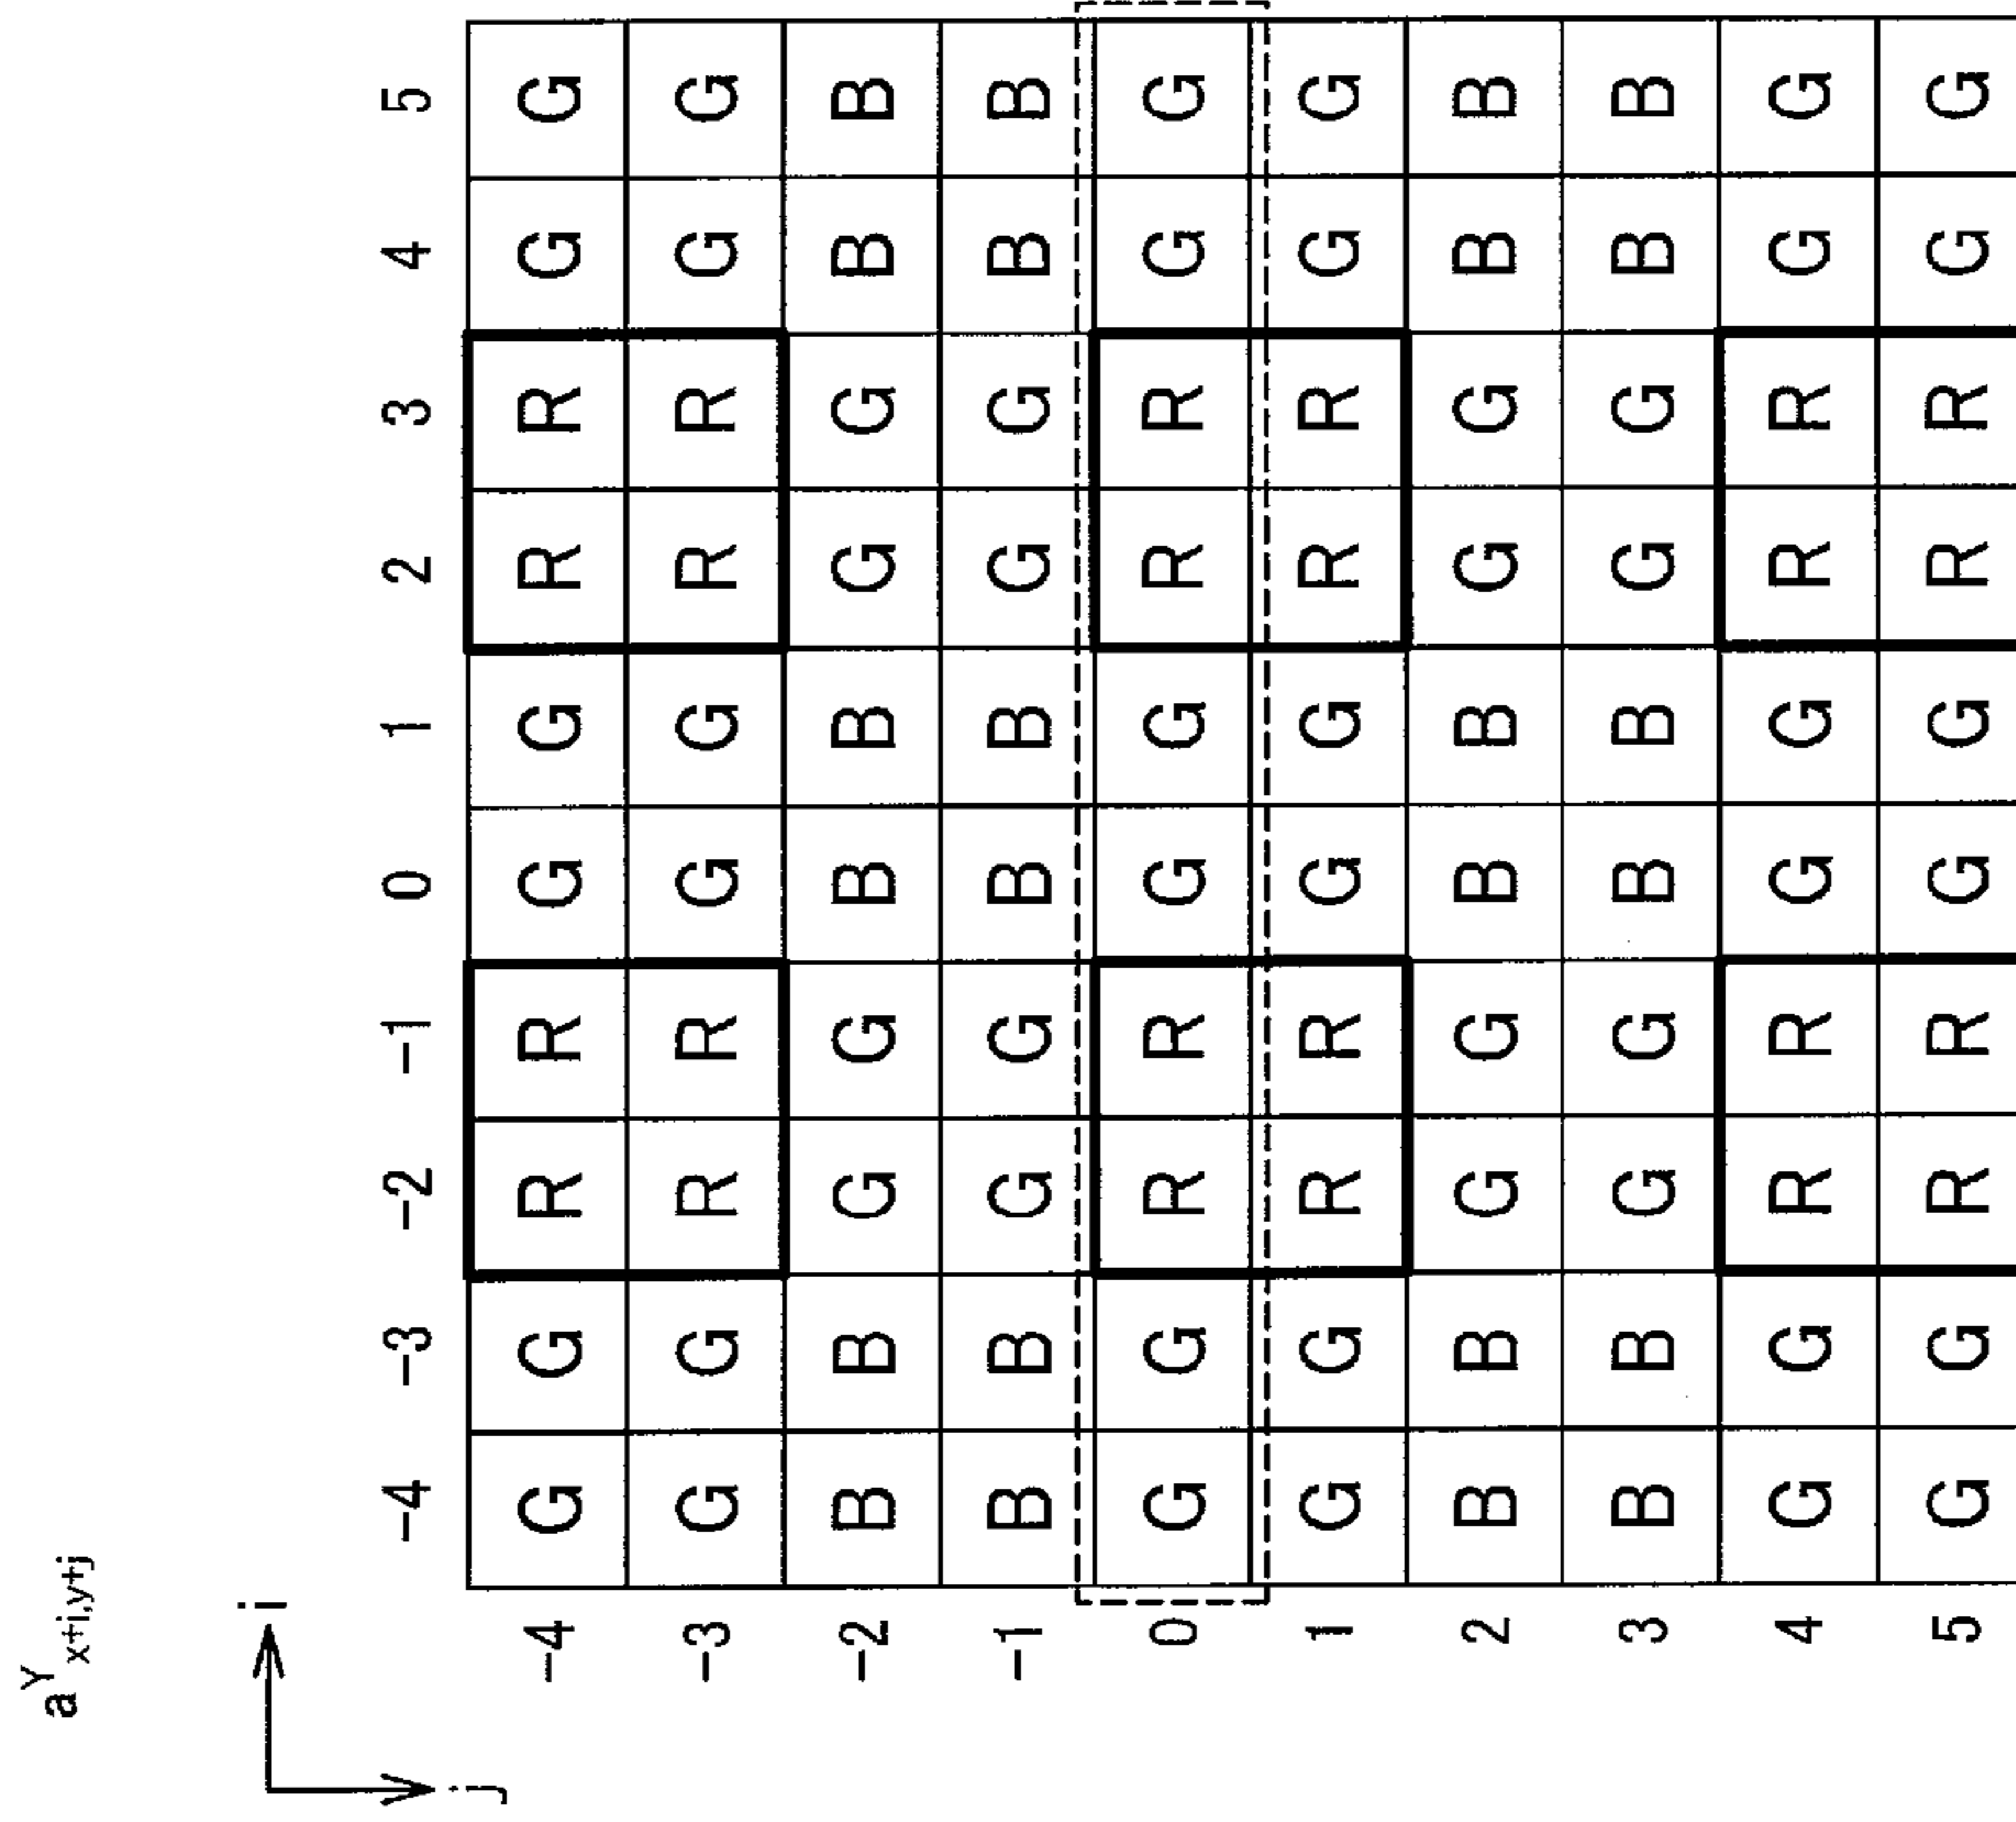 aYx+i,y+j
i
j
-4 -3 -2 -1 0 1 2 3 4 5
-4 G G R R G G R R G G
-3 G G R R G G R R G G
-2 B B G G B B G G B B
-1 B B G G B B G G B B
0 G G R R G G R R G G
1 G G R R G G R R G G
2 B B G G B B G G B B
3 B B G G B B G G B B
4 G G R R G G R R G G
5 G G R R G G R R G G